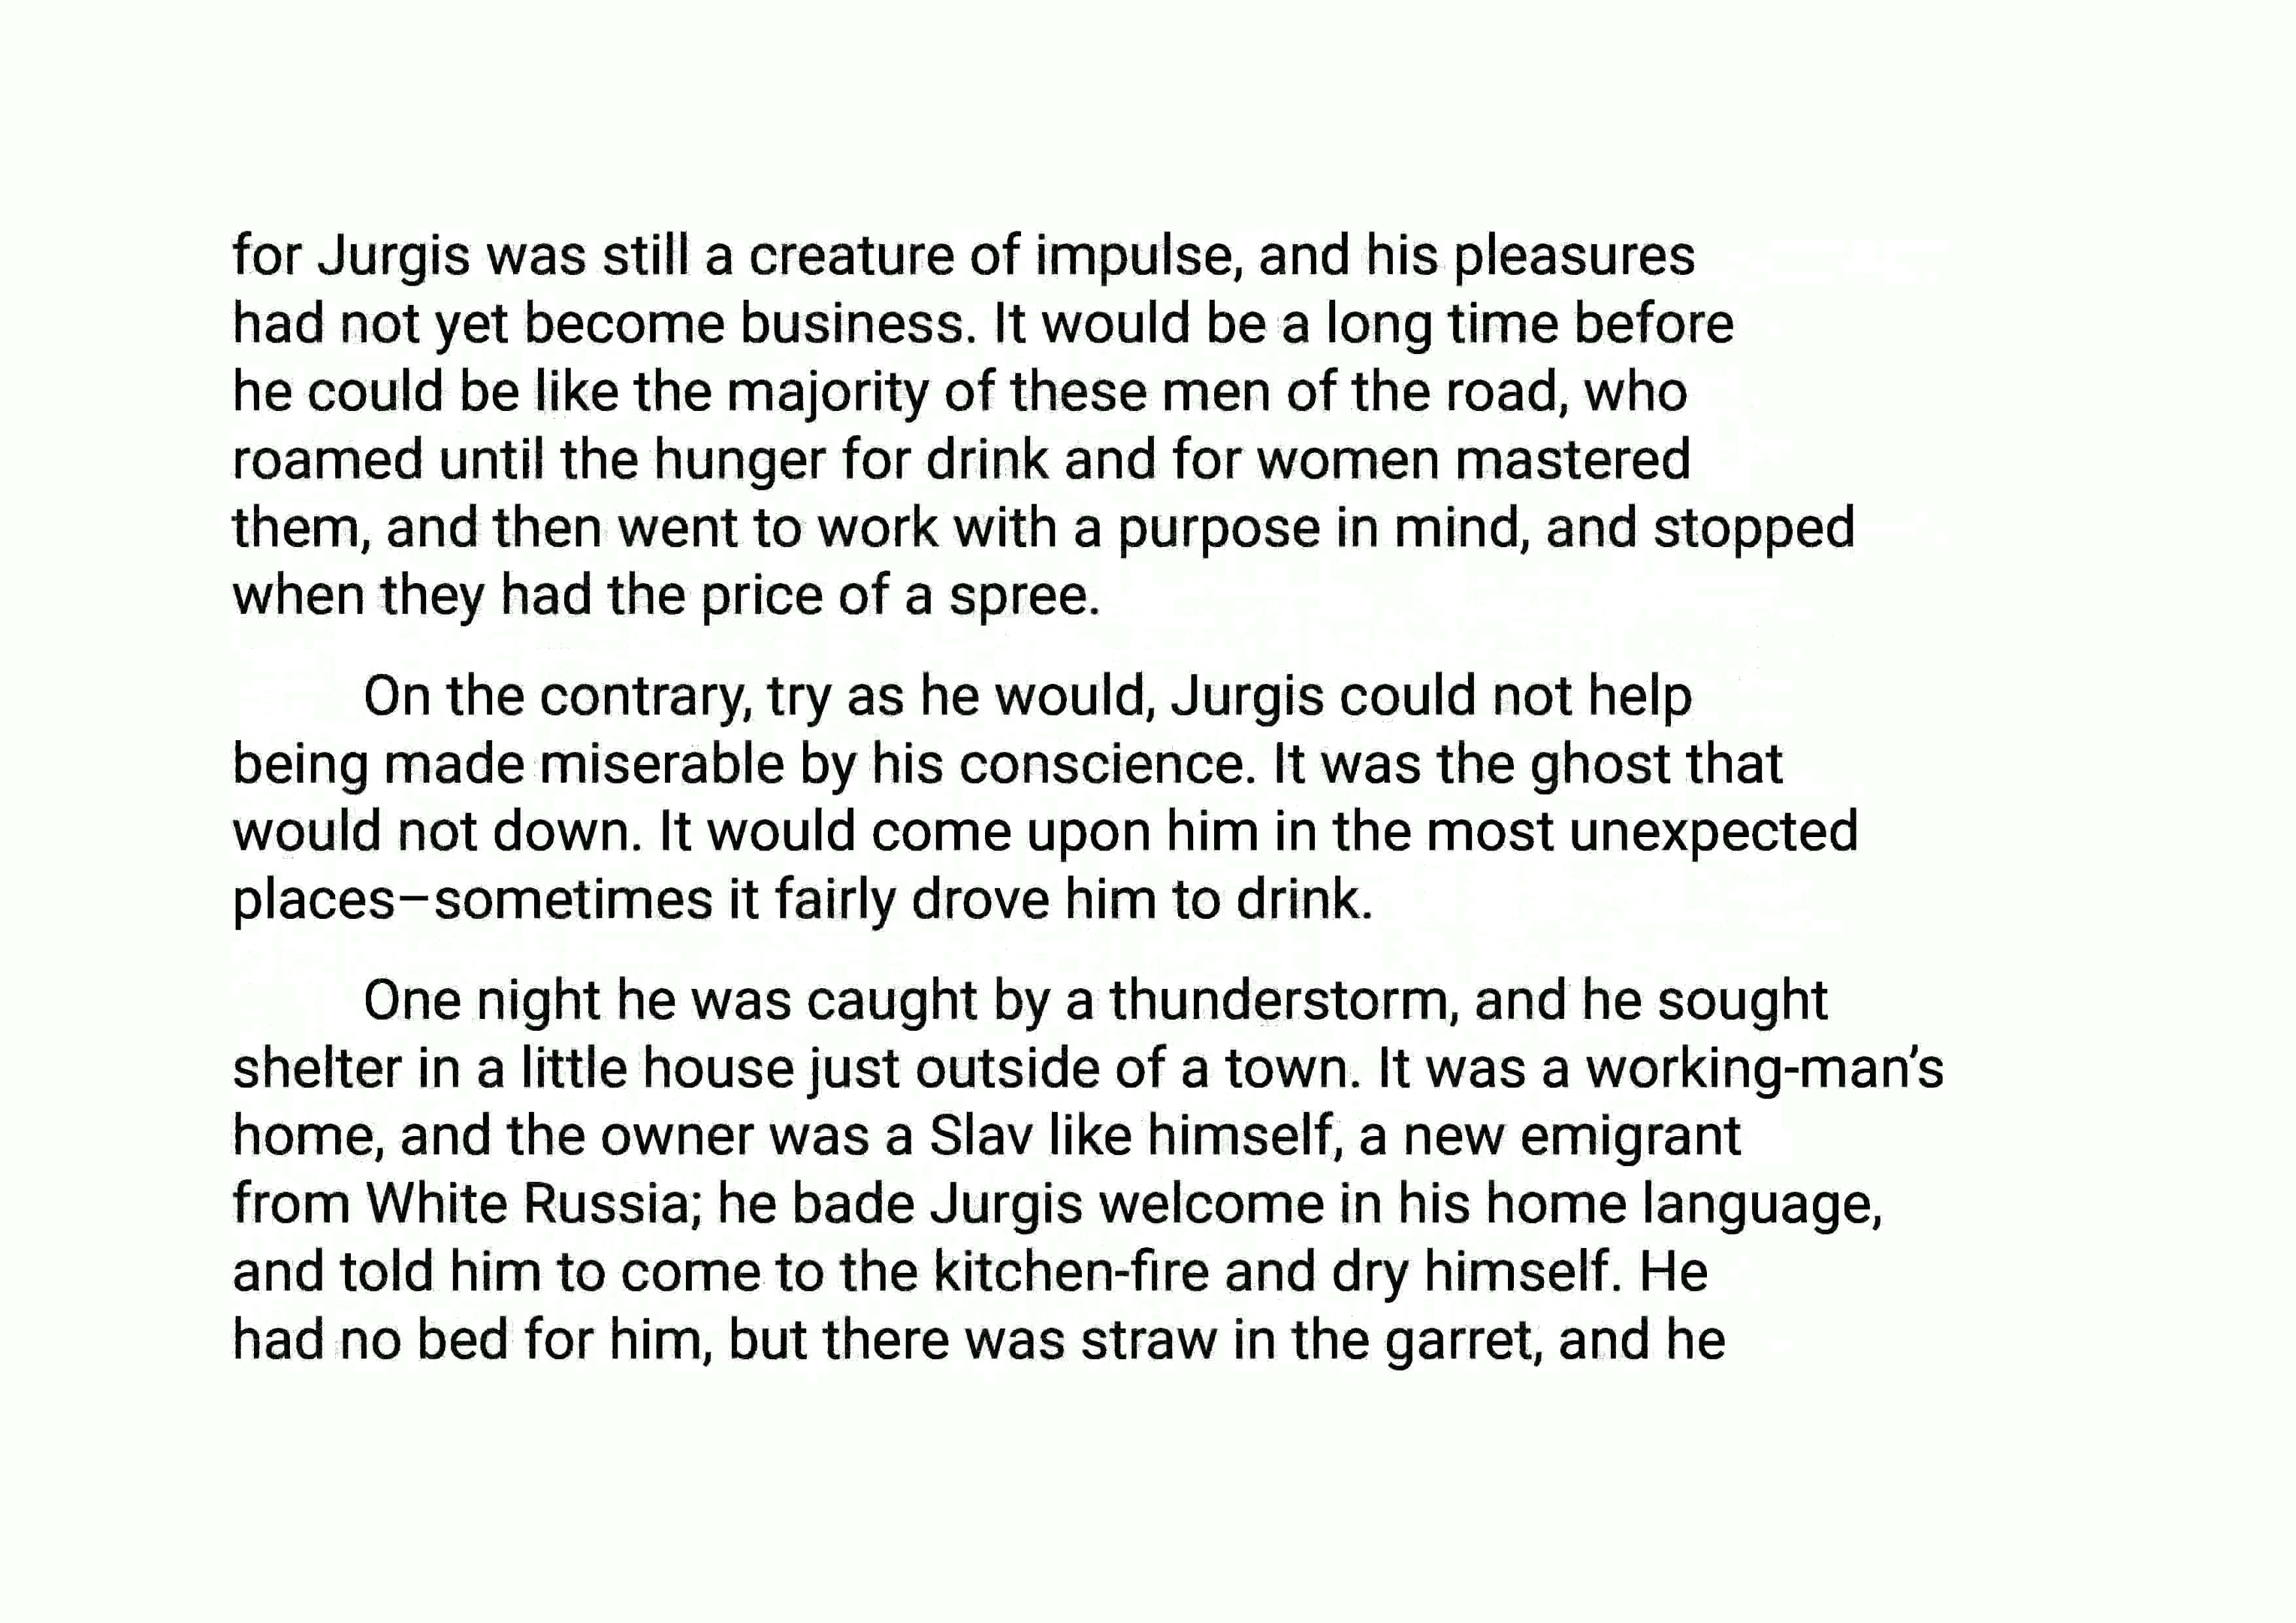 for Jurgis was still a creature of impulse, and his pleasures
had not yet become business. It would be a long time before
he could be like the majority of these men of the road, who
roamed until the hunger for drink and for women mastered
them, and then went to work with a purpose in mind, and stopped
when they had the price of a spree.
On the contrary, try as he would, Jurgis could not help
being made miserable by his conscience. It was the ghost that
would not down. It would come upon him in the most unexpected
places–sometimes it fairly drove him to drink.
One night he was caught by a thunderstorm, and he sought
shelter in a little house just outside of a town. It was a working-man's
home, and the owner was a Slav like himself, a new emigrant
from White Russia; he bade Jurgis welcome in his home language,
and told him to come to the kitchen-fire and dry himself. He
had no bed for him, but there was straw in the garret, and he